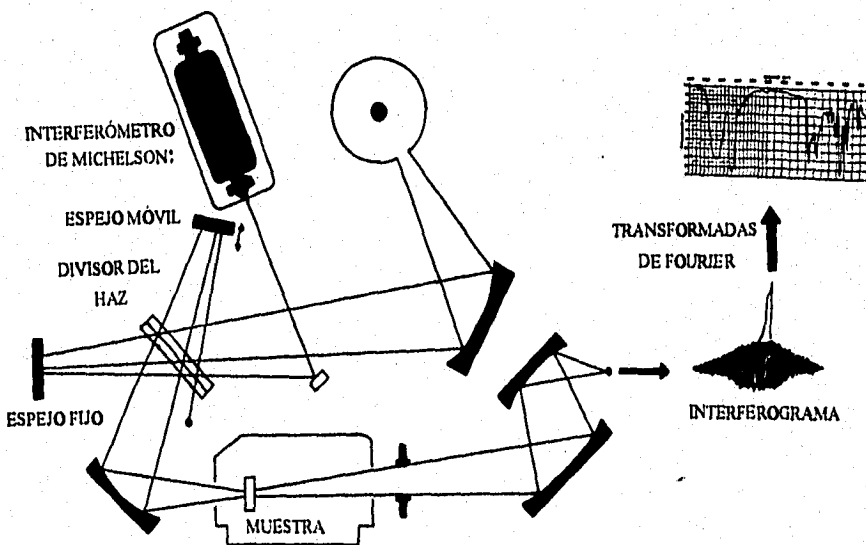 INTERFERÓMETRO
DE MICHELSON:
ESPEJO MÓVIL
DIVISOR DEL
HAZ
ESPEJO FIJO
MUESTRA
TRANSFORMADAS
DE FOURIER
INTERFEROGRAMA